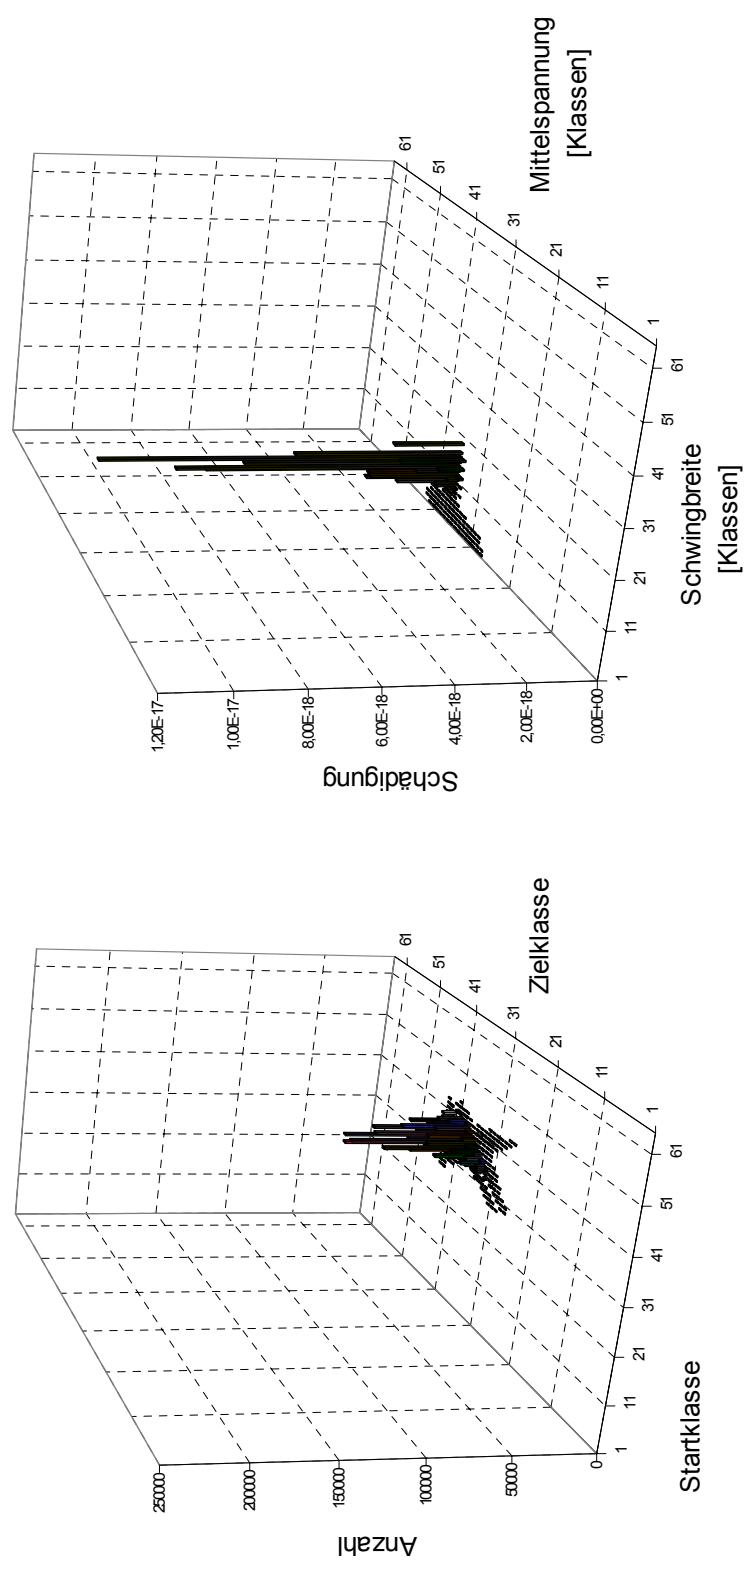 Anzahl
250000
200000
150000
100000
50000
0
1
11
21
31
41
51
61
Startklasse
1
11
21
31
41
51
61
Zielklasse
Schädigung
1,20E-17
1,00E-17
8,00E-18
6,00E-18
4,00E-18
2,00E-18
0,00E+00
1
11
21
31
41
51
61
Schwingbreite
[Klassen]
1
11
21
31
41
51
61
Mittelspannung
[Klassen]